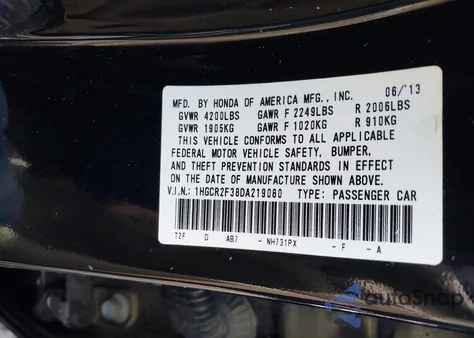 MFD. BY HONDA OF AMERICA MFG., INC. 06/'13
GVWR 4200LBS GAWR F 2249LBS R 2006LBS
GVWR 1905KG GAWR F 1020KG R 910KG
THIS VEHICLE CONFORMS TO ALL APPLICABLE
FEDERAL MOTOR VEHICLE SAFETY, BUMPER,
AND THEFT PREVENTION STANDARDS IN EFFECT
ON THE DATE OF MANUFACTURE SHOWN ABOVE.
V.I.N.: 1HGCR2F36DA219080 TYPE: PASSENGER CAR
T2F D AB7 - NH731PX - F - A
autoSnap